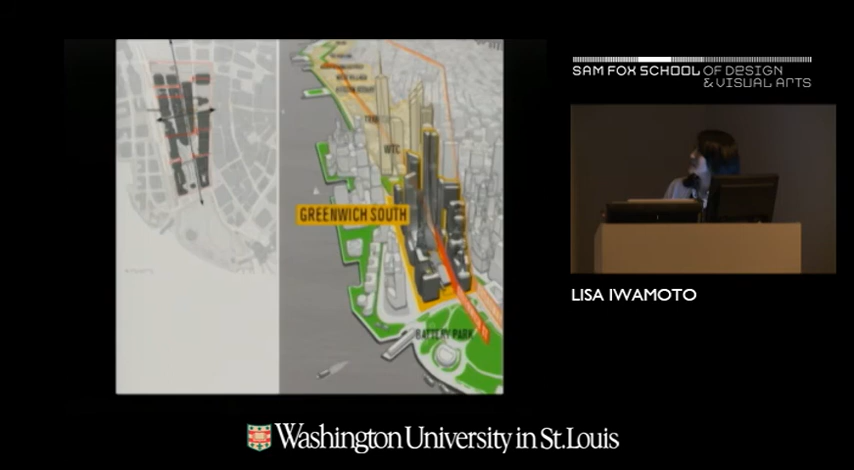 TRIBECA
WTC
GREENWICH SOUTH
BATTERY PARK
SAM FOX SCHOOL OF DESIGN
& VISUAL ARTS
LISA IWAMOTO
Washington University in St. Louis